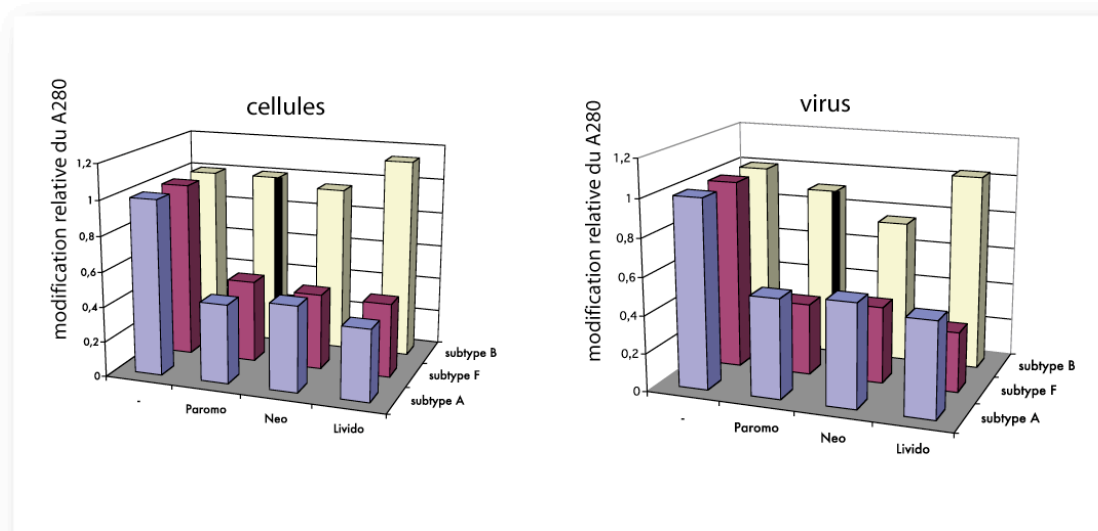 cellules
modification relative du A280
1,2
1
0,8
0,6
0,4
0,2
0
-
Paromo
Neo
Livido
subtype B
subtype F
subtype A
virus
modification relative du A280
1,2
1
0,8
0,6
0,4
0,2
0
-
Paromo
Neo
Livido
subtype B
subtype F
subtype A